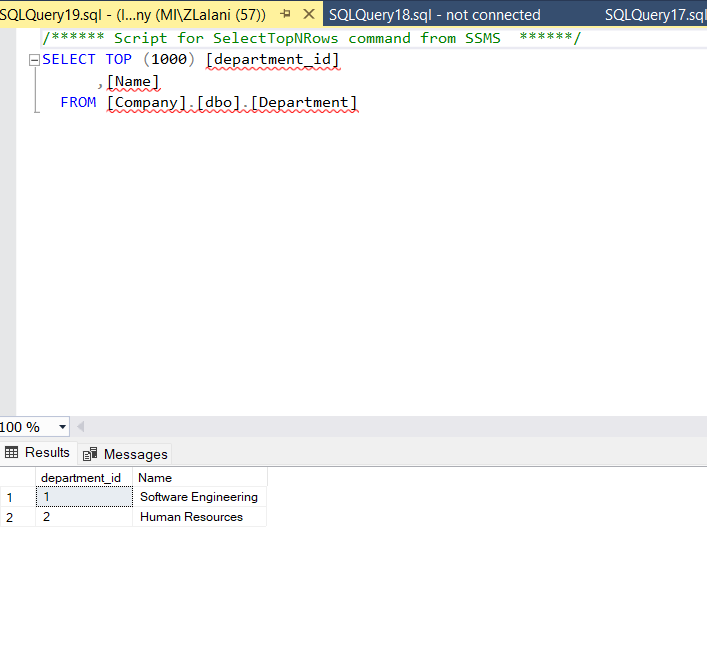 SQLQuery19.sql - (l...ny (MI\ZLalani (57)) SQLQuery18.sql - not connected SQLQuery17.sql
/****** Script for SelectTopNRows command from SSMS ******/
SELECT TOP (1000) [department_id]
,[Name]
FROM [Company].[dbo].[Department]
100 %
Results Messages
department_id Name
1 1 Software Engineering
2 2 Human Resources